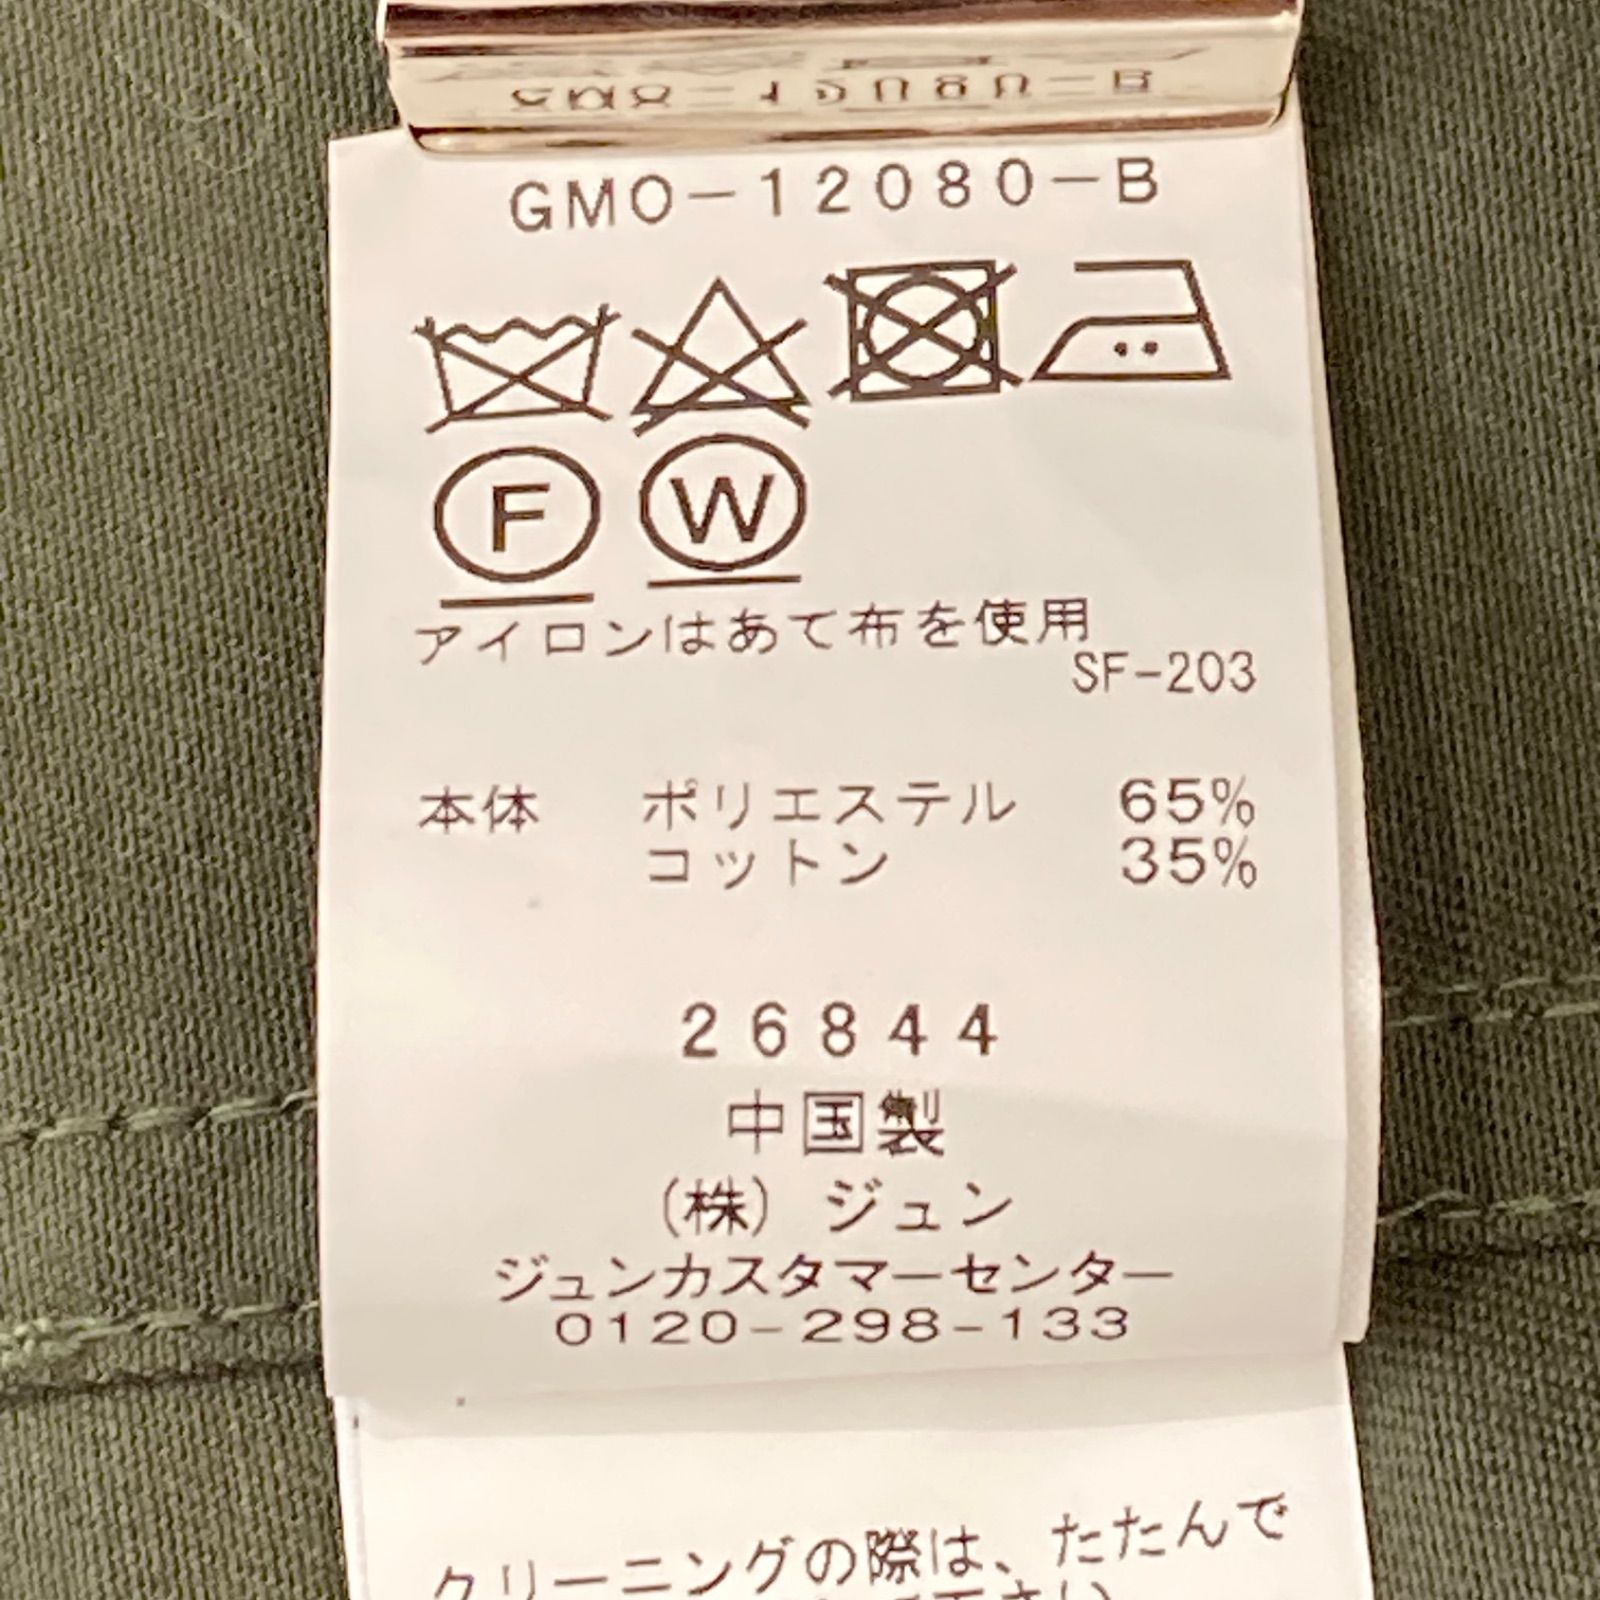 GMO-12080-B
F W
アイロンはあて布を使用
SF-203
本体 ポリエステル 65%
コットン 35%
26844
中国製
(株) ジュン
ジュンカスタマーセンター
0120-298-133
クリーニングの際は、たたんで
下さい